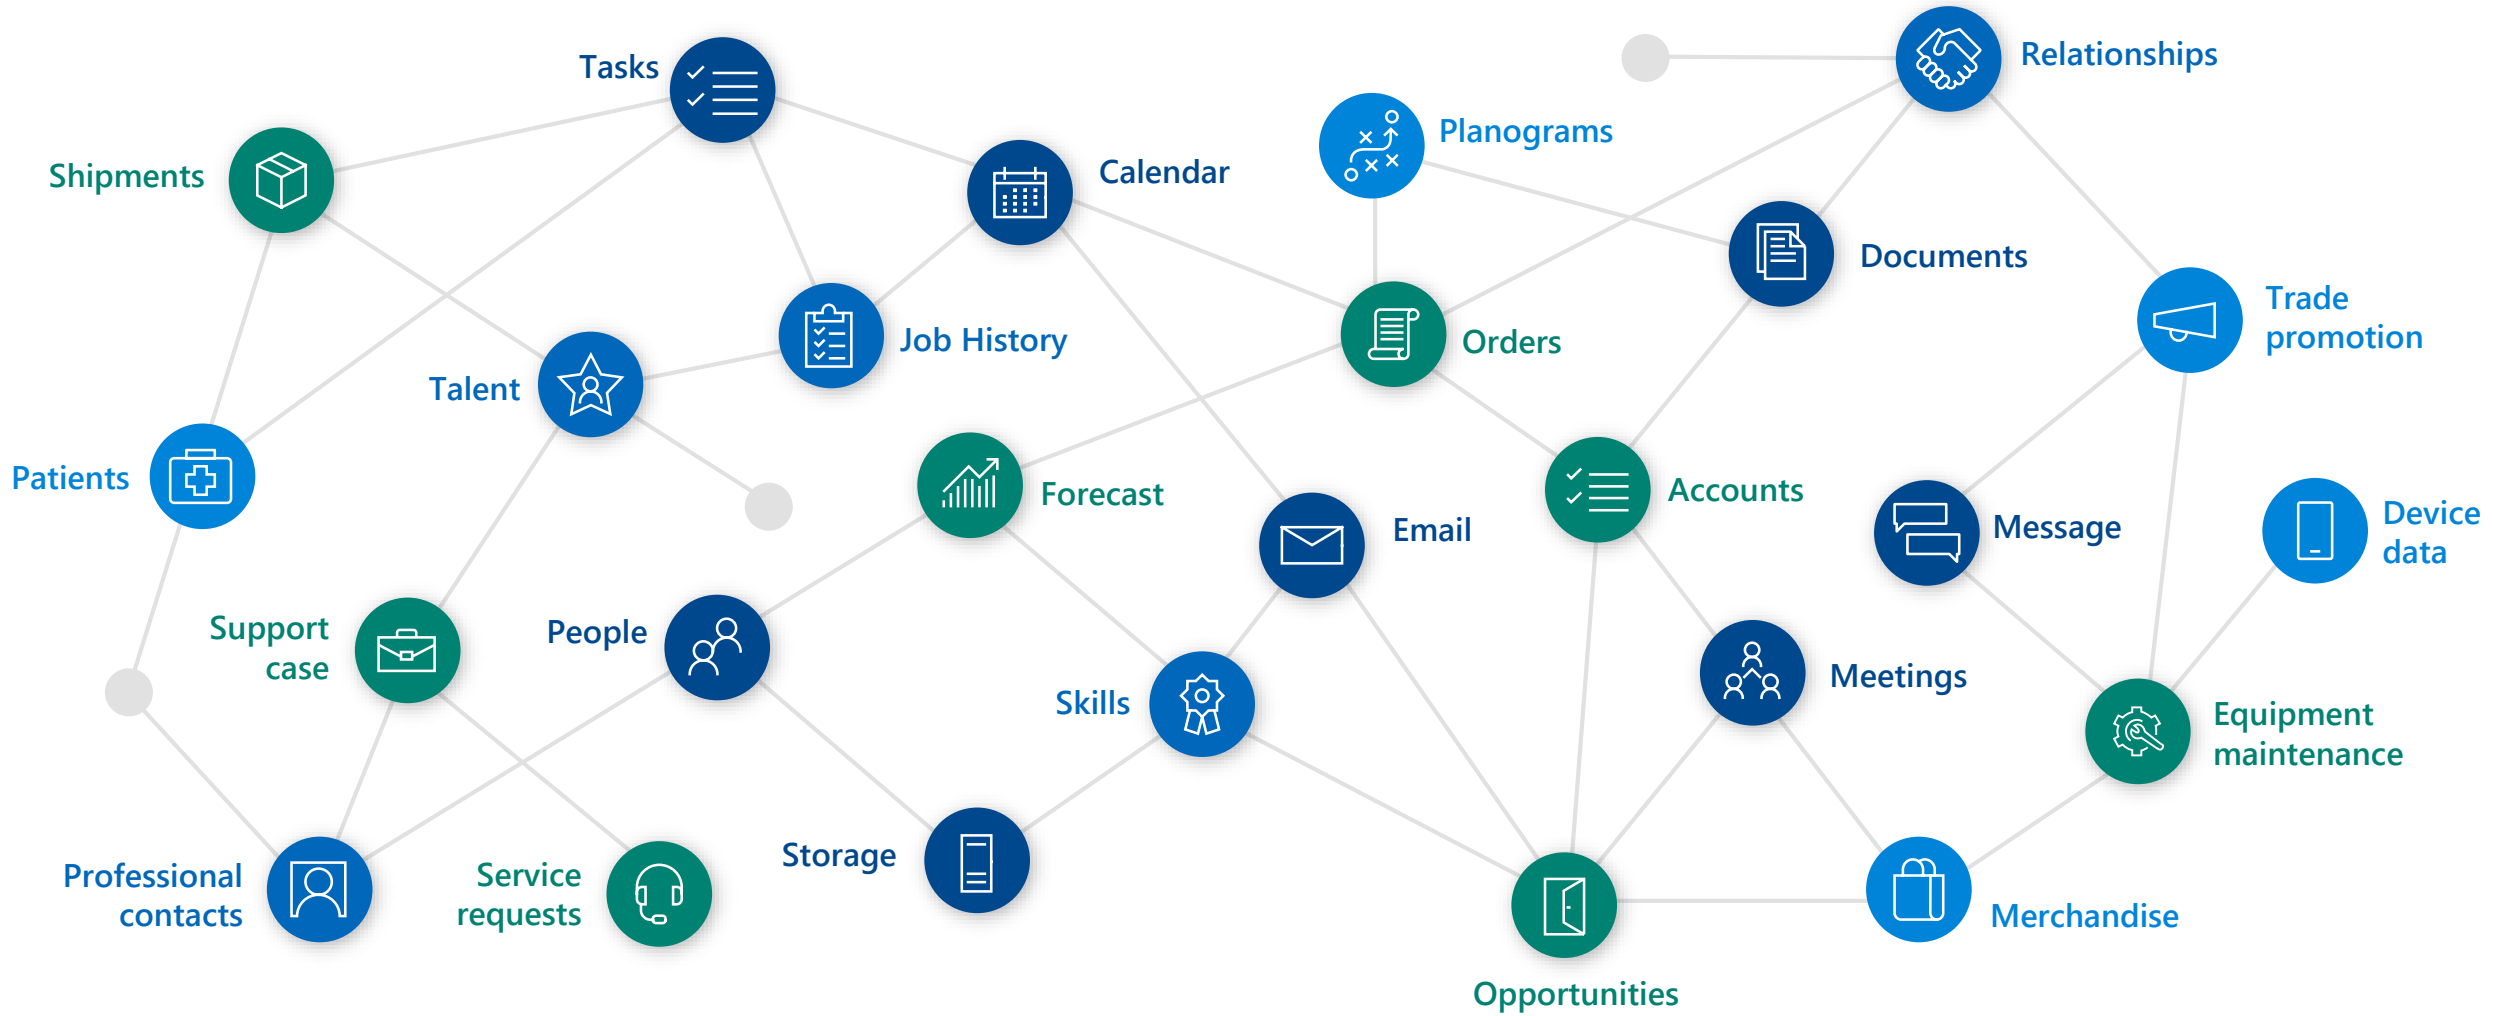 Tasks
Relationships
Planograms
Shipments
Calendar
Documents
Trade
promotion
Job History
Orders
Talent
Patients
Forecast
Accounts
Email
Message
Device
data
Support
case
People
Skills
Meetings
Equipment
maintenance
Storage
Professional
contacts
Service
requests
Merchandise
Opportunities